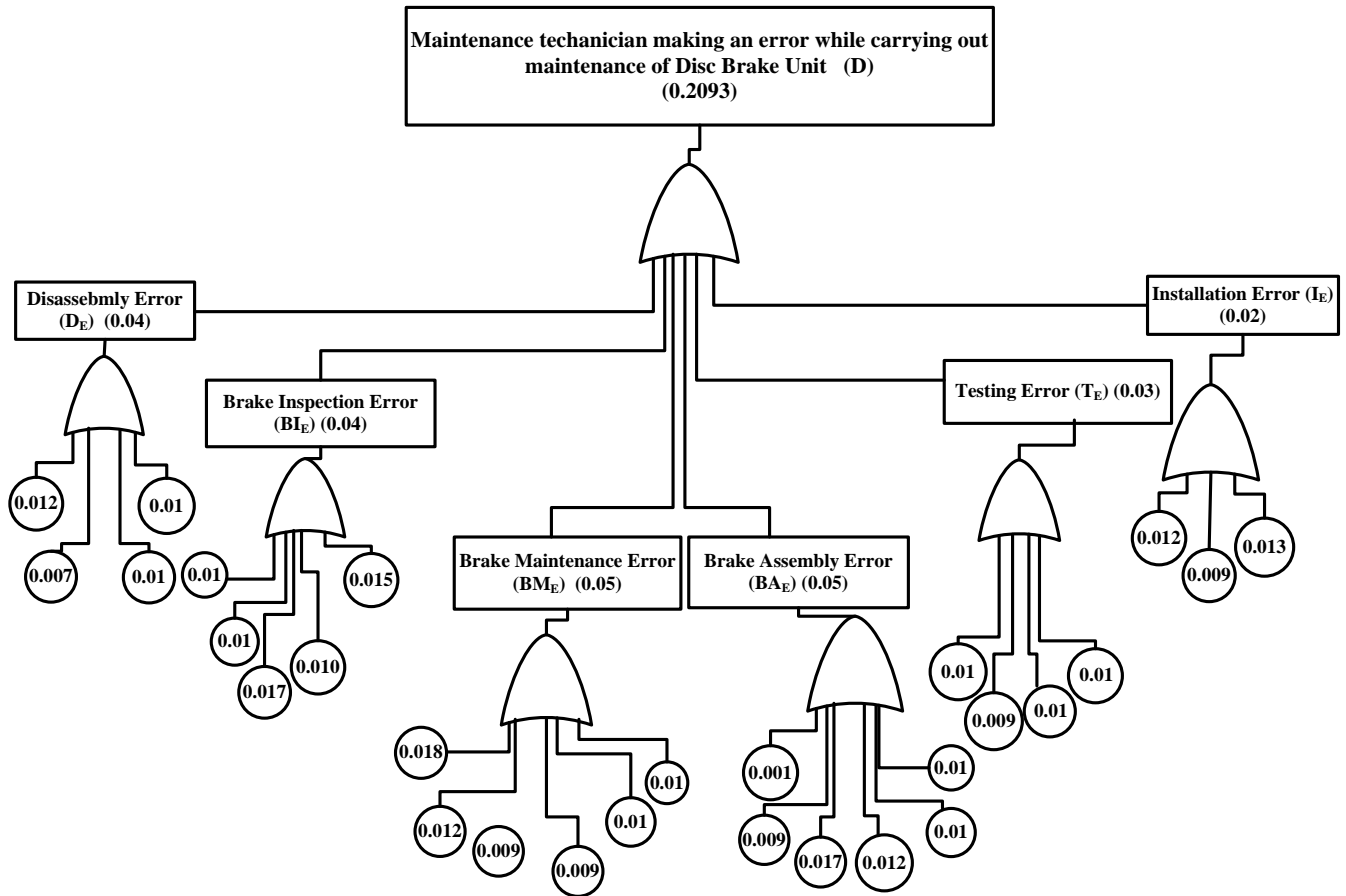 Maintenance techanician making an error while carrying out
maintenance of Disc Brake Unit (D)
(0.2093)
Disassebmly Error
(DE) (0.04)
Installation Error (IE)
(0.02)
Brake Inspection Error
(BIE) (0.04)
Testing Error (TE) (0.03)
Brake Maintenance Error
(BME) (0.05)
Brake Assembly Error
(BAE) (0.05)
0.012
0.01
0.007
0.01
0.01
0.015
0.01
0.010
0.017
0.018
0.01
0.012
0.01
0.009
0.009
0.001
0.01
0.009
0.01
0.017
0.012
0.01
0.01
0.009
0.01
0.012
0.013
0.009